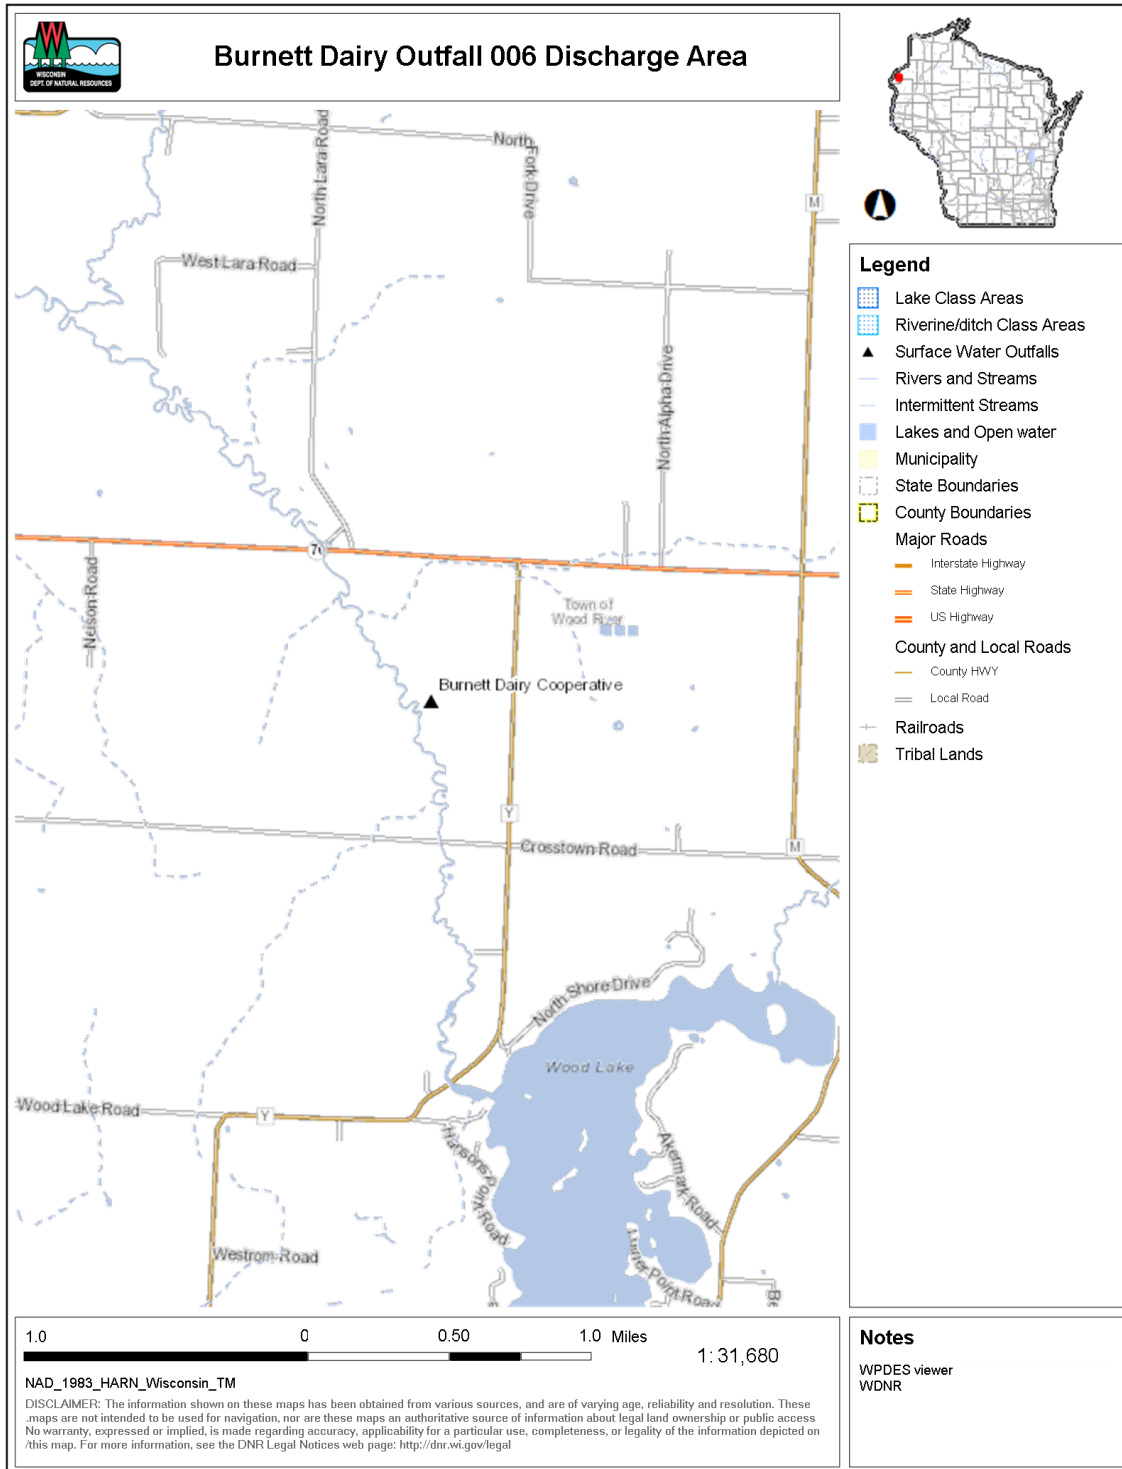 WISCONSIN
DEPT. OF NATURAL RESOURCES
Burnett Dairy Outfall 006 Discharge Area
North Lara Road
North
Fork Drive
M
West Lara Road
North Alpha Drive
70
Nelson Road
Town of
Wood River
Burnett Dairy Cooperative
Y
Crosstown Road
M
North Shore Drive
Wood Lake
Wood Lake Road
Y
Hansons Point Road
Akermark Road
Westrom Road
Point Road
Legend
Lake Class Areas
Riverine/ditch Class Areas
Surface Water Outfalls
Rivers and Streams
Intermittent Streams
Lakes and Open water
Municipality
State Boundaries
County Boundaries
Major Roads
Interstate Highway
State Highway
US Highway
County and Local Roads
County HWY
Local Road
Railroads
Tribal Lands
1.0 0 0.50 1.0 Miles
1: 31,680
NAD_1983_HARN_Wisconsin_TM
DISCLAIMER: The information shown on these maps has been obtained from various sources, and are of varying age, reliability and resolution. These
.maps are not intended to be used for navigation, nor are these maps an authoritative source of information about legal land ownership or public access
No warranty, expressed or implied, is made regarding accuracy, applicability for a particular use, completeness, or legality of the information depicted on
/this map. For more information, see the DNR Legal Notices web page: http://dnr.wi.gov/legal
Notes
WPDES viewer
WDNR